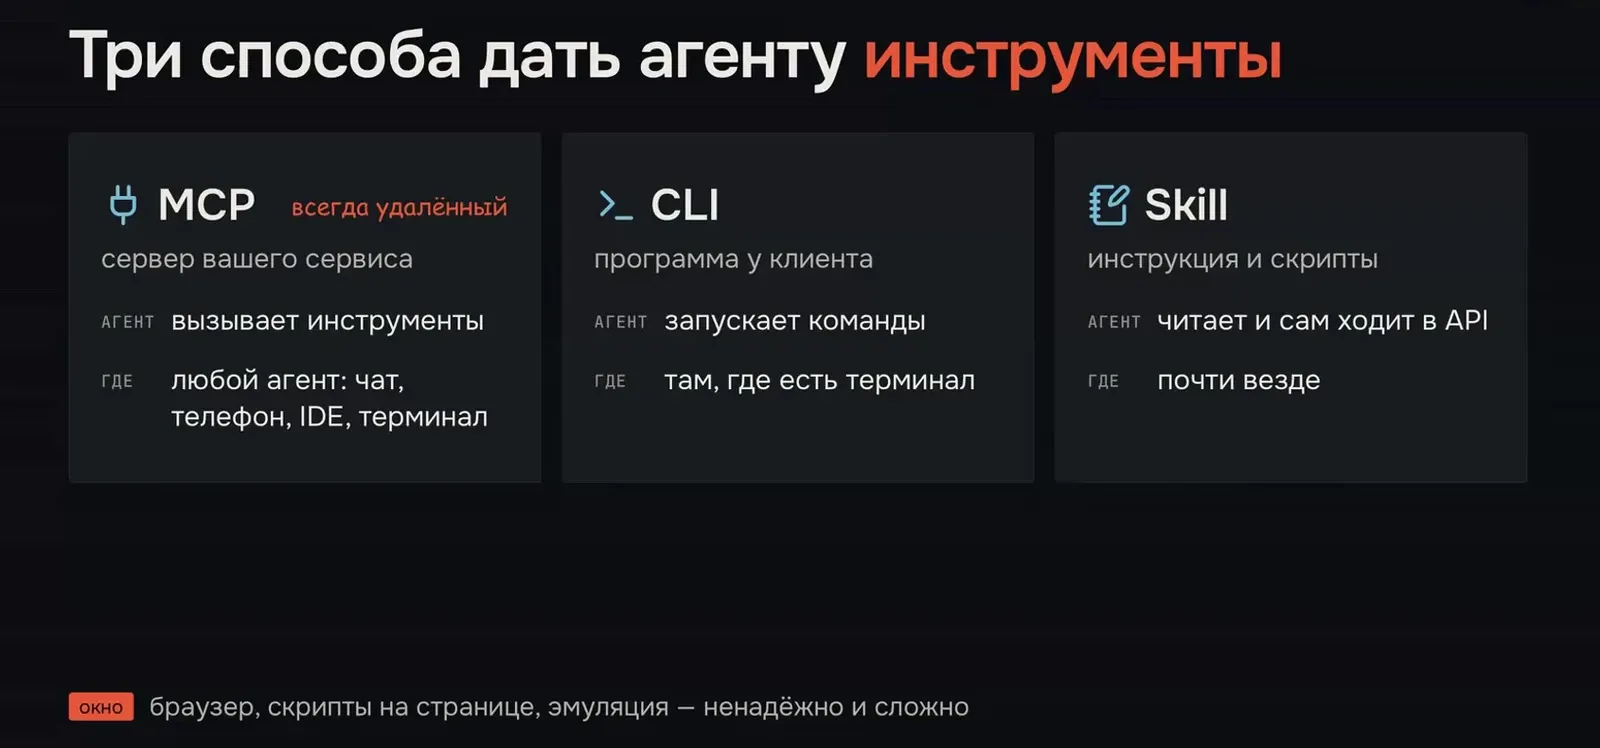 Три способа дать агенту инструменты
MCP всегда удалённый
сервер вашего сервиса
АГЕНТ вызывает инструменты
ГДЕ любой агент: чат,
телефон, IDE, терминал
CLI
программа у клиента
АГЕНТ запускает команды
ГДЕ там, где есть терминал
Skill
инструкция и скрипты
АГЕНТ читает и сам ходит в API
ГДЕ почти везде
окно браузер, скрипты на странице, эмуляция — ненадёжно и сложно